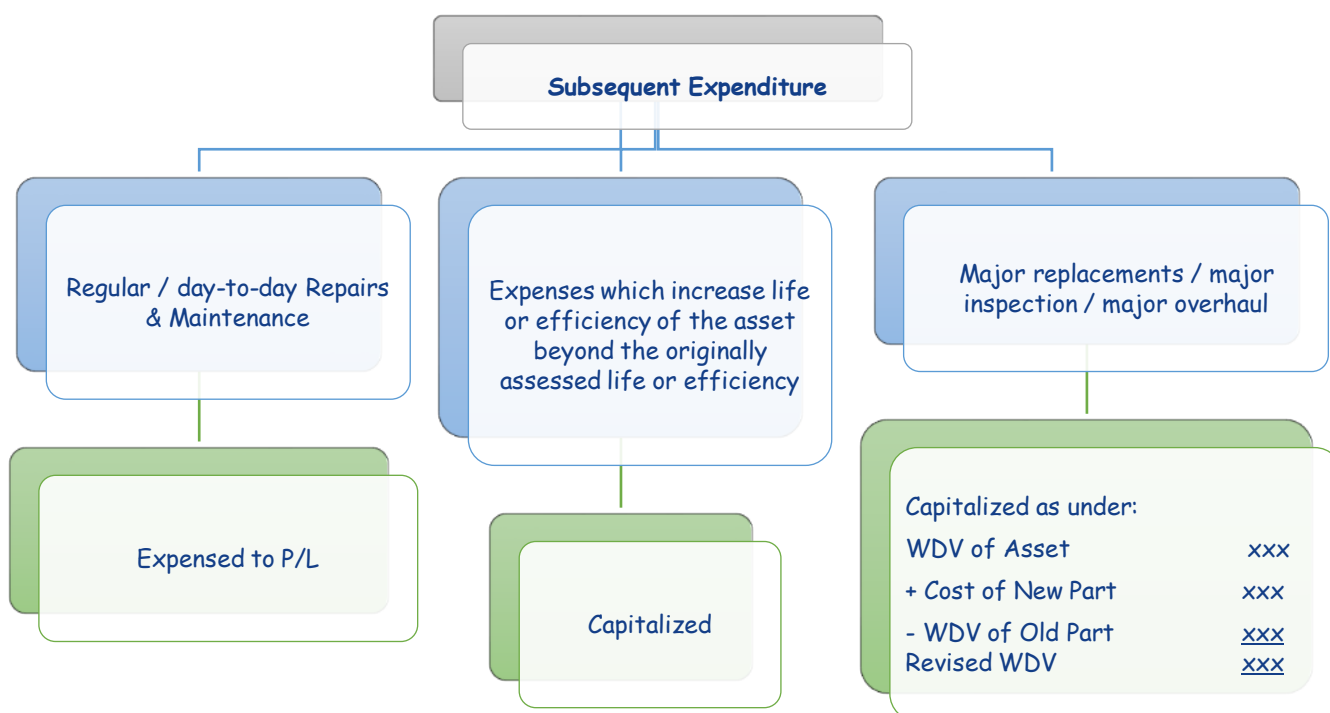 Subsequent Expenditure
Regular / day-to-day Repairs
& Maintenance
Expenses which increase life
or efficiency of the asset
beyond the originally
assessed life or efficiency
Major replacements / major
inspection / major overhaul
Expensed to P/L
Capitalized
Capitalized as under:
WDV of Asset xxx
+ Cost of New Part xxx
- WDV of Old Part xxx
Revised WDV xxx